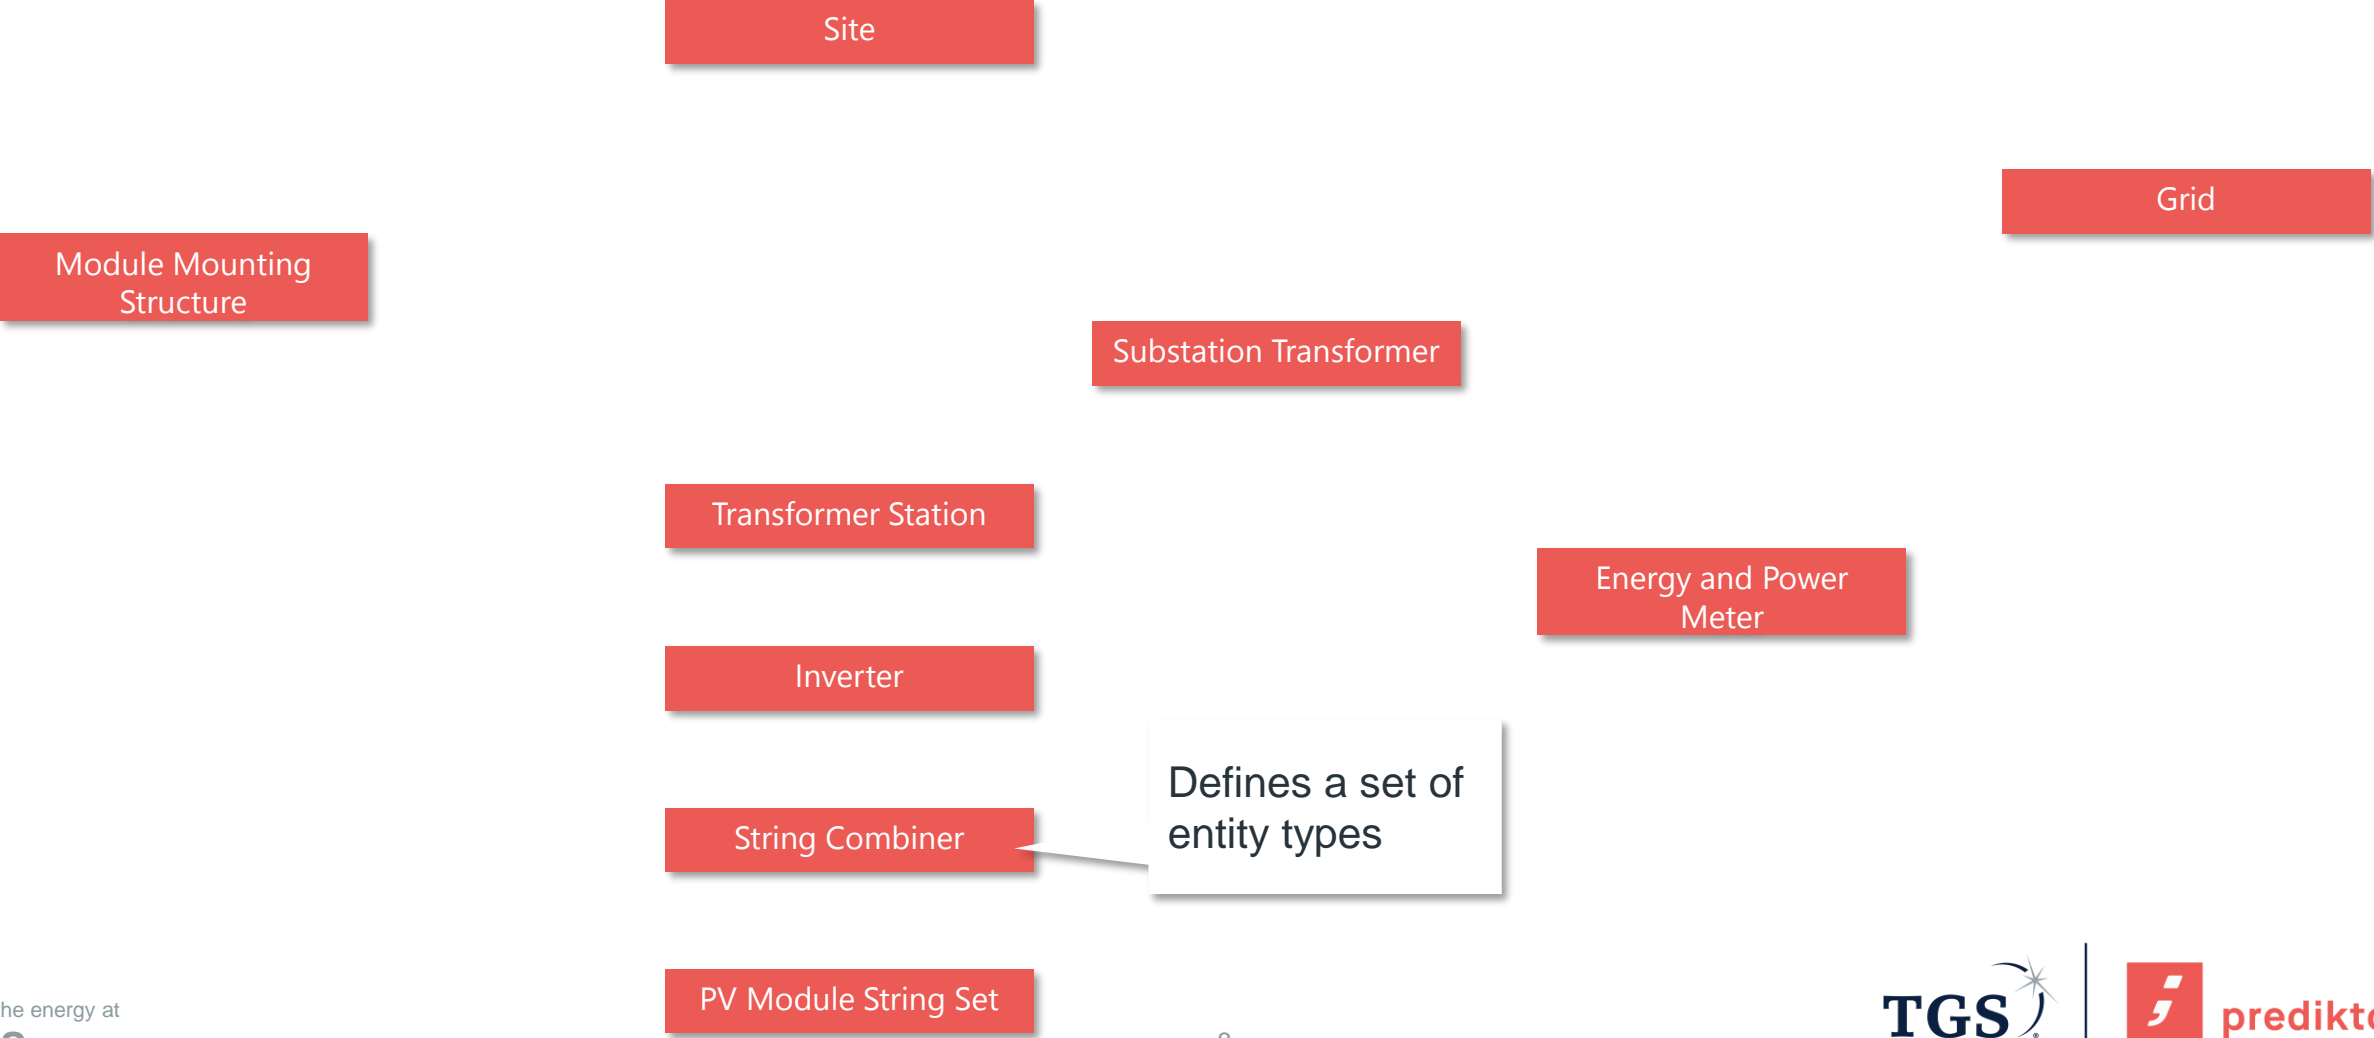 Site
Grid
Module Mounting
Structure
Substation Transformer
Transformer Station
Energy and Power
Meter
Inverter
Defines a set of
entity types
String Combiner
PV Module String Set
he energy at
TGS
predikto